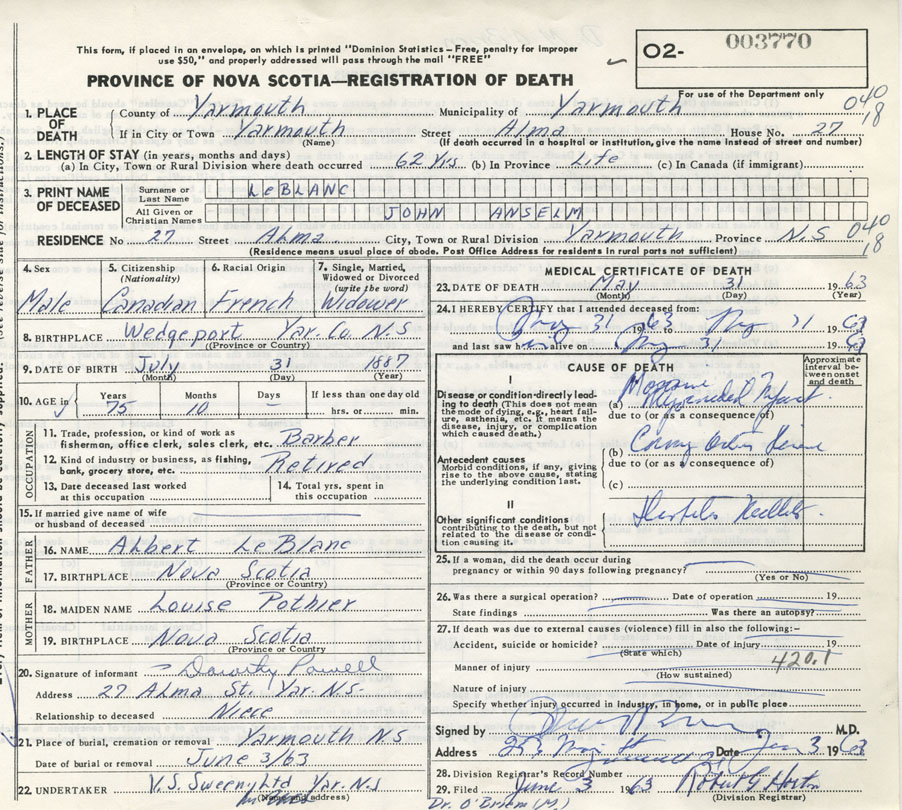 This form, if placed in an envelope, on which is printed "Dominion Statistics – Free, penalty for improper
use $50," and properly addressed will pass through the mail "FREE"
PROVINCE OF NOVA SCOTIA—REGISTRATION OF DEATH
O2- 003770
For use of the Department only
040
18
1. PLACE OF DEATH
County of Yarmouth Municipality of Yarmouth
If in City or Town Yarmouth Street Alma House No. 27
(Name) (If death occurred in a hospital or institution, give the name instead of street and number)
2. LENGTH OF STAY (in years, months and days)
(a) In City, Town or Rural Division where death occurred 62 Yrs (b) In Province Life (c) In Canada (if immigrant)
3. PRINT NAME OF DECEASED
Surname or Last Name LeBLANC
All Given or Christian Names JOHN ANSELM
RESIDENCE No 27 Street Alma City, Town or Rural Division Yarmouth Province N.S
040
18
(Residence means usual place of abode. Post Office Address for residents in rural parts not sufficient)
4. Sex
Male
5. Citizenship (Nationality)
Canadian
6. Racial Origin
French
7. Single, Married, Widowed or Divorced (write the word)
Widower
8. BIRTHPLACE Wedgeport Yar. Co N.S
(Province or Country)
9. DATE OF BIRTH July 31 1887
(Month) (Day) (Year)
10. AGE in
Years 75
Months 10
Days
If less than one day old
hrs. or min.
OCCUPATION
11. Trade, profession, or kind of work as fisherman, office clerk, sales clerk, etc. Barber
12. Kind of industry or business, as fishing, bank, grocery store, etc. Retired
13. Date deceased last worked at this occupation
14. Total yrs. spent in this occupation
15. If married give name of wife or husband of deceased
FATHER
16. NAME Albert LeBlanc
17. BIRTHPLACE Nova Scotia
(Province or Country)
MOTHER
18. MAIDEN NAME Louise Pothier
19. BIRTHPLACE Nova Scotia
(Province or Country)
20. Signature of informant Dorothy Powell
Address 27 Alma St. Yar. N.S.
Relationship to deceased Niece
21. Place of burial, cremation or removal Yarmouth N S
Date of burial or removal June 3/63
22. UNDERTAKER V. S. Sweeny Ltd Yar. N.S
(Name and address)
MEDICAL CERTIFICATE OF DEATH
23. DATE OF DEATH May 31 1963
(Month) (Day) (Year)
24. I HEREBY CERTIFY that I attended deceased from:
May 31 1963 May 31 1963
and last saw h alive on May 31 1963
CAUSE OF DEATH
Approximate interval between onset and death
I
Disease or condition directly leading to death (This does not mean the mode of dying, e.g., heart failure, asthenia, etc. It means the disease, injury, or complication which caused death.)
(a) Massive Myocardial Infarct
due to (or as a consequence of)
Antecedent causes
Morbid conditions, if any, giving rise to the above cause, stating the underlying condition last.
(b) Coronary
due to (or as a consequence of)
(c)
II
Other significant conditions contributing to the death, but not related to the disease or condition causing it.
25. If a woman, did the death occur during pregnancy or within 90 days following pregnancy?
(Yes or No)
26. Was there a surgical operation? Date of operation 19
State findings Was there an autopsy?
27. If death was due to external causes (violence) fill in also the following:–
Accident, suicide or homicide? Date of injury 19
(State which)
420.1
Manner of injury
(How sustained)
Nature of injury
Specify whether injury occurred in industry, in home, or in public place
Signed by M.D.
Address Date 3 1963
28. Division Registrar's Record Number
29. Filed June 3 1963 Robert G Horton
(Division Registrar)
Dr. O'Brien (M.)